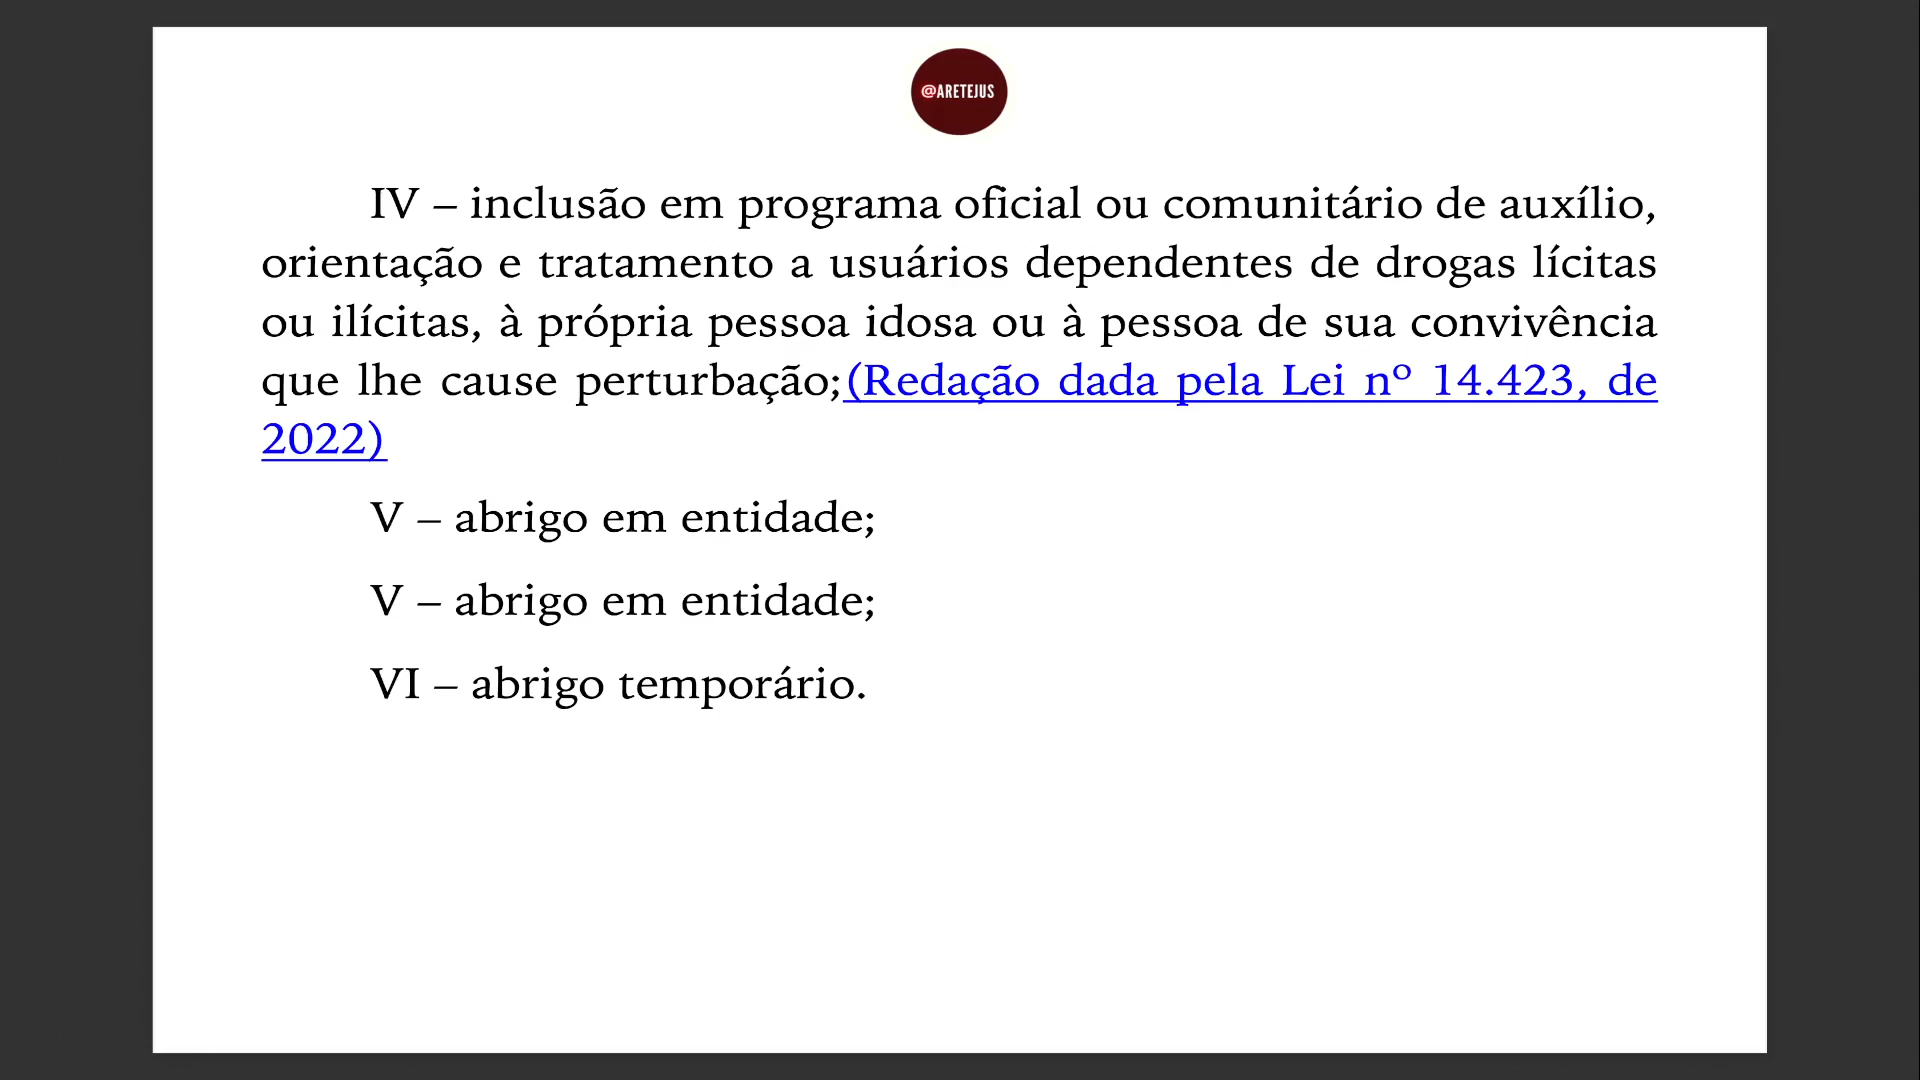 @ARETEJUS
IV – inclusão em programa oficial ou comunitário de auxílio,
orientação e tratamento a usuários dependentes de drogas lícitas
ou ilícitas, à própria pessoa idosa ou à pessoa de sua convivência
que lhe cause perturbação;(Redação dada pela Lei nº 14.423, de
2022)
V – abrigo em entidade;
V – abrigo em entidade;
VI – abrigo temporário.